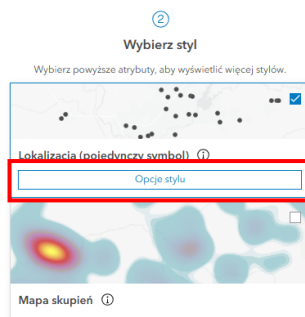 2
Wybierz styl
Wybierz powyższe atrybuty, aby wyświetlić więcej stylów.
Lokalizacja (pojedynczy symbol)
Opcje stylu
Mapa skupień